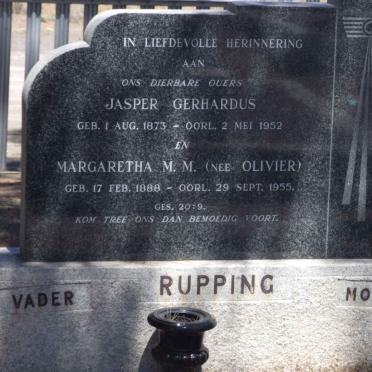 IN LIEFDEVOLLE HERINNERING
AAN
ONS DIERBARE OUERS
JASPER GERHARDUS
GEB. 1 AUG. 1873 - OORL. 2 MEI 1952
EN
MARGARETHA M. M. (NEE OLIVIER)
GEB. 17 FEB. 1888 - OORL. 29 SEPT. 1955.
GES. 20:9.
KOM TREE ONS DAN BEMOEDIG VOORT.
VADER RUPPING MO